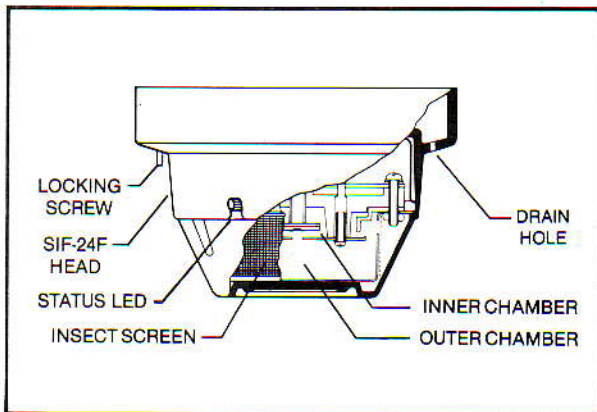 LOCKING
SCREW
SIF-24F
HEAD
STATUS LED
INSECT SCREEN
DRAIN
HOLE
INNER CHAMBER
OUTER CHAMBER